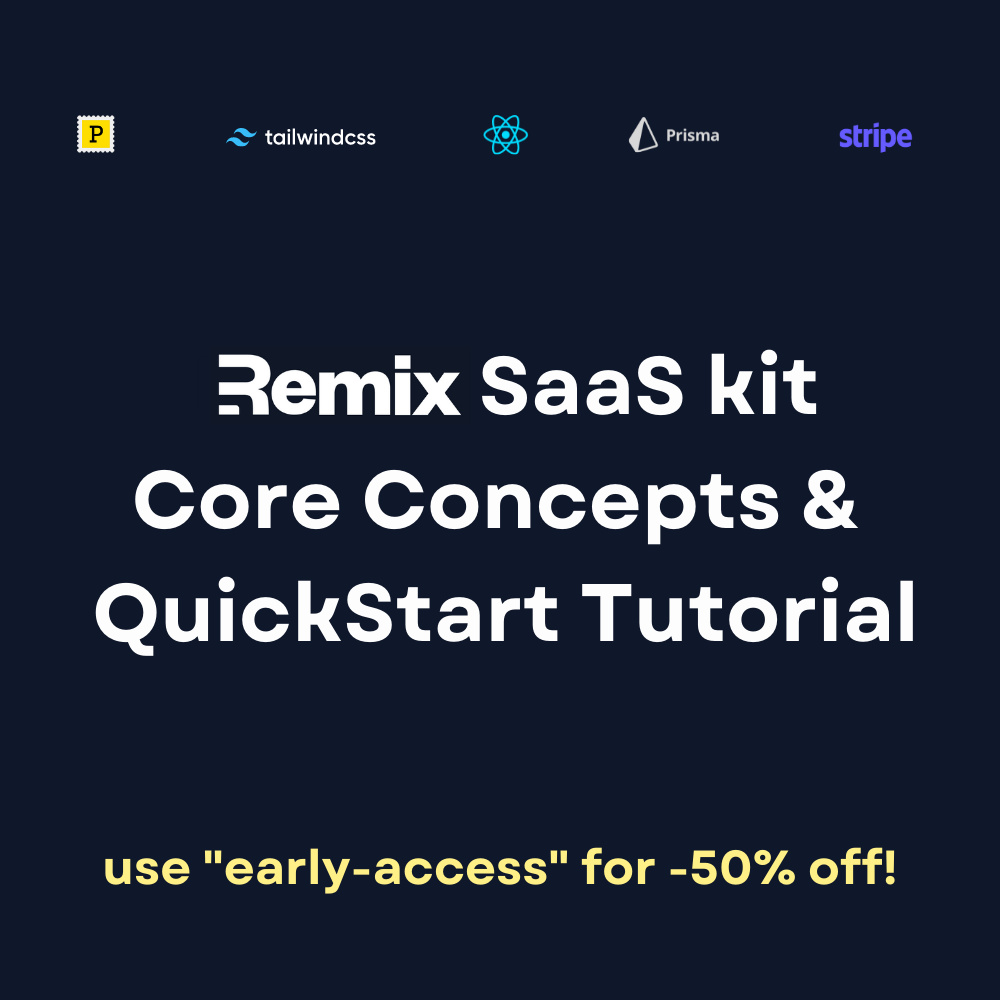 P tailwindcss Prisma stripe
Remix SaaS kit
Core Concepts &
QuickStart Tutorial
use "early-access" for -50% off!